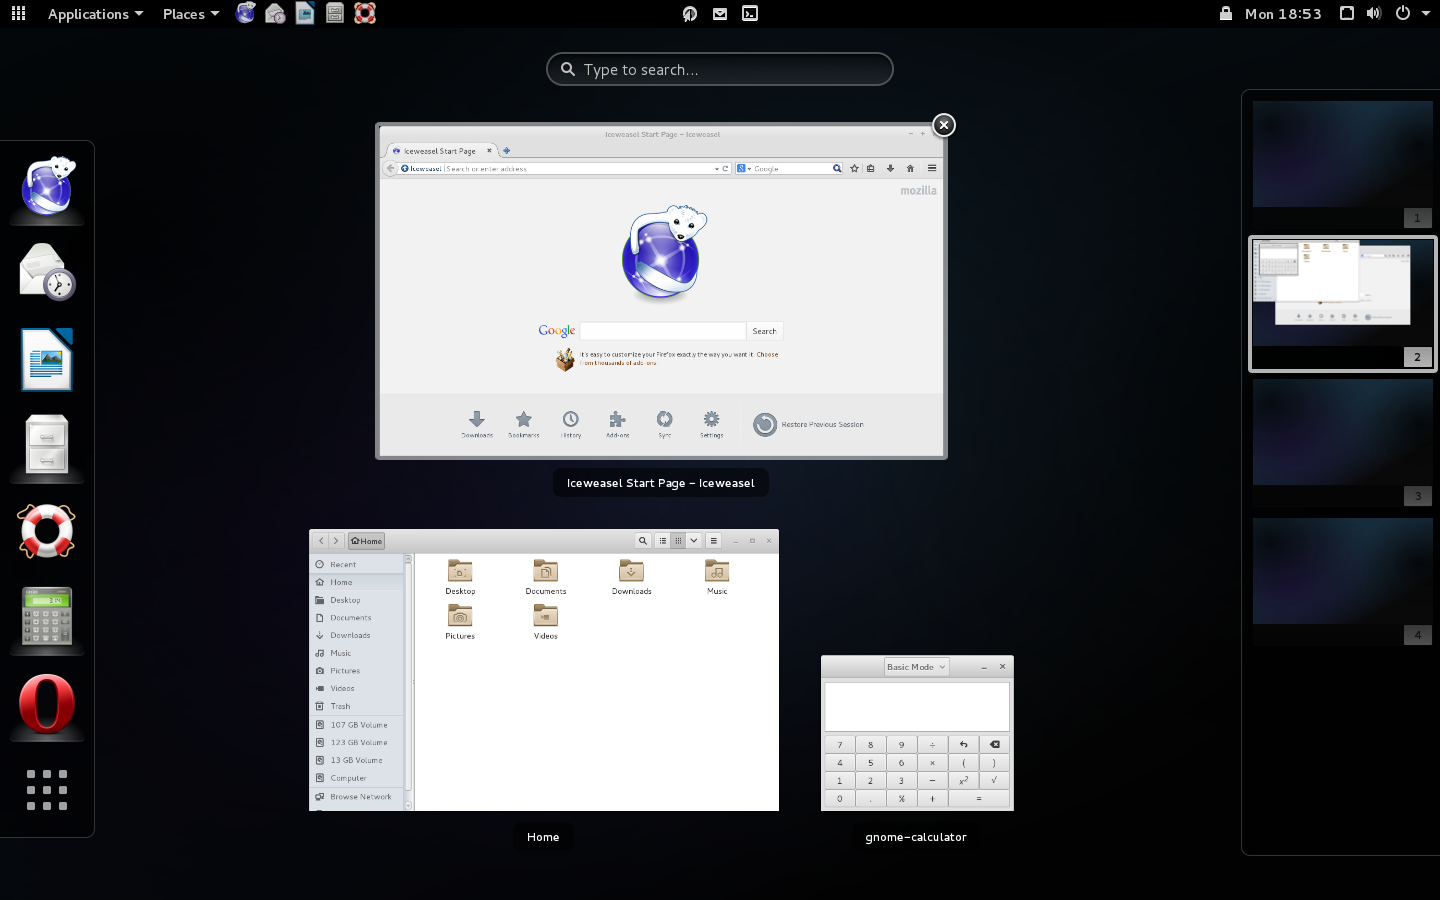 Applications Places Mon 18:53
Type to search...
Iceweasel Start Page - Iceweasel
Iceweasel Start Page
Iceweasel Search or enter address Google
mozilla
Google Search
It's easy to customize your Firefox exactly the way you want it. Choose
from thousands of add-ons.
Downloads Bookmarks History Add-ons Sync Settings Restore Previous Session
Iceweasel Start Page - Iceweasel
Home
Recent
Home
Desktop
Documents
Downloads
Music
Pictures
Videos
Trash
107 GB Volume
123 GB Volume
13 GB Volume
Computer
Browse Network
Desktop Documents Downloads Music
Pictures Videos
Home
Basic Mode
7 8 9 ÷
4 5 6 × ( )
1 2 3 − x² √
0 . % + =
gnome-calculator
1
2
3
4